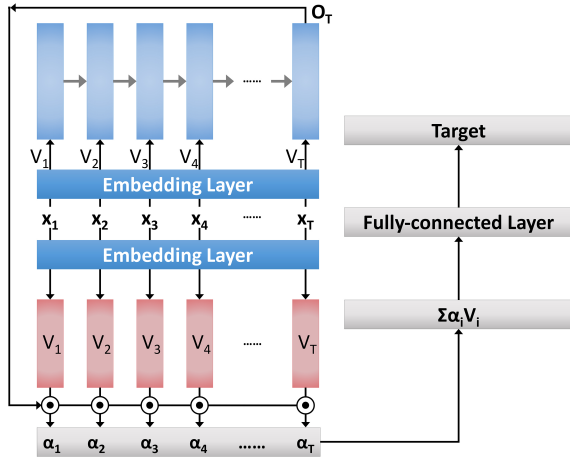 O_T
......
V_1 V_2 V_3 V_4 V_T
Embedding Layer
x_1 x_2 x_3 x_4 ...... x_T
Embedding Layer
V_1 V_2 V_3 V_4 ...... V_T
α_1 α_2 α_3 α_4 ...... α_T
Target
Fully-connected Layer
Σα_iV_i